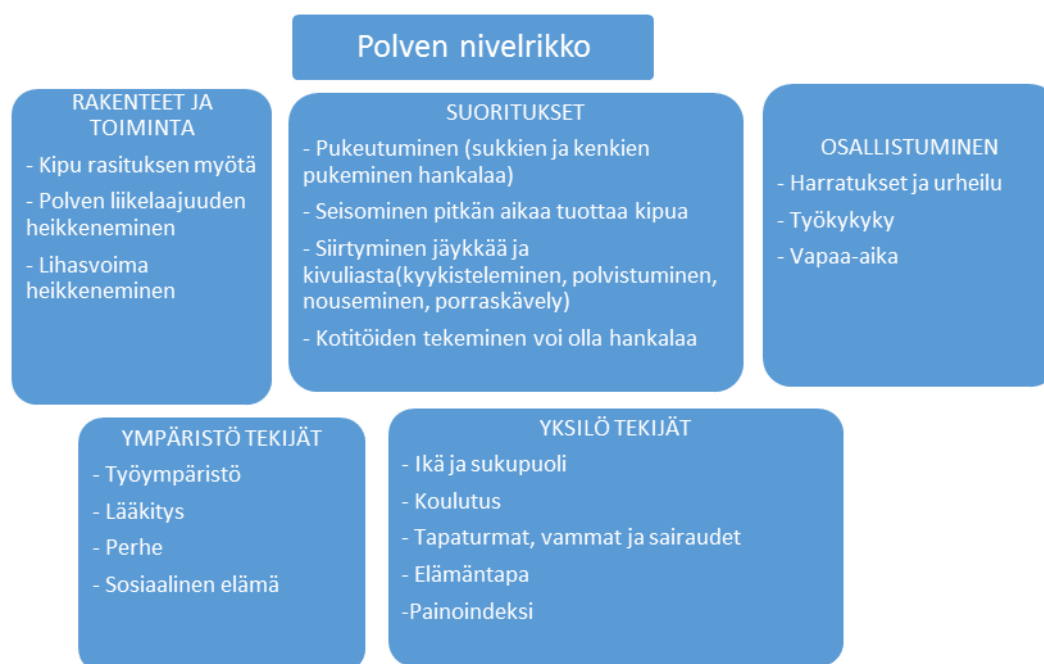 Polven nivelrikko
RAKENTEET JA
TOIMINTA
- Kipu rasituksen myötä
- Polven liikelaajuuden
heikkeneminen
- Lihasvoima
heikkeneminen
SUORITUKSET
- Pukeutuminen (sukkien ja kenkien
pukeminen hankalaa)
- Seisominen pitkän aikaa tuottaa kipua
- Siirtyminen jäykkää ja
kivuliasta(kyykisteleminen, polvistuminen,
nouseminen, porraskävely)
- Kotitöiden tekeminen voi olla hankalaa
OSALLISTUMINEN
- Harratukset ja urheilu
- Työkykyky
- Vapaa-aika
YMPÄRISTÖ TEKIJÄT
- Työympäristö
- Lääkitys
- Perhe
- Sosiaalinen elämä
YKSILÖ TEKIJÄT
- Ikä ja sukupuoli
- Koulutus
- Tapaturmat, vammat ja sairaudet
- Elämäntapa
-Painoindeksi